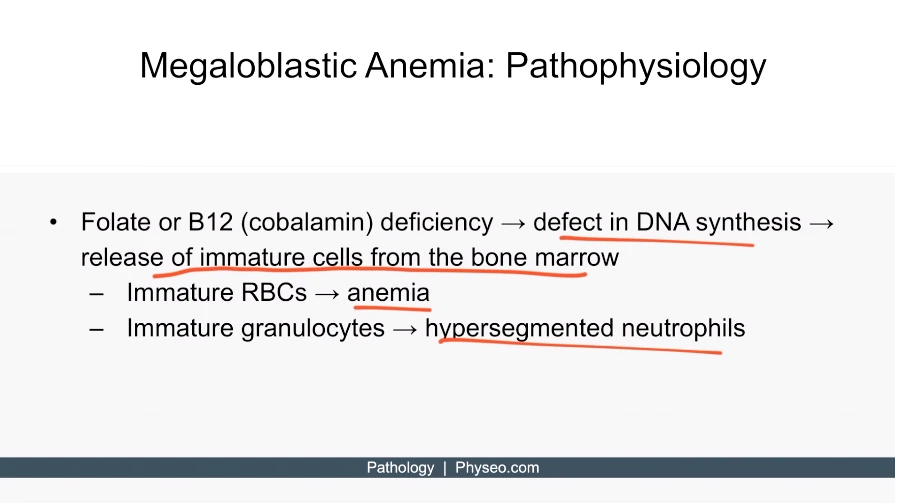 Megaloblastic Anemia: Pathophysiology
• Folate or B12 (cobalamin) deficiency → defect in DNA synthesis →
release of immature cells from the bone marrow
– Immature RBCs → anemia
– Immature granulocytes → hypersegmented neutrophils
Pathology | Physeo.com